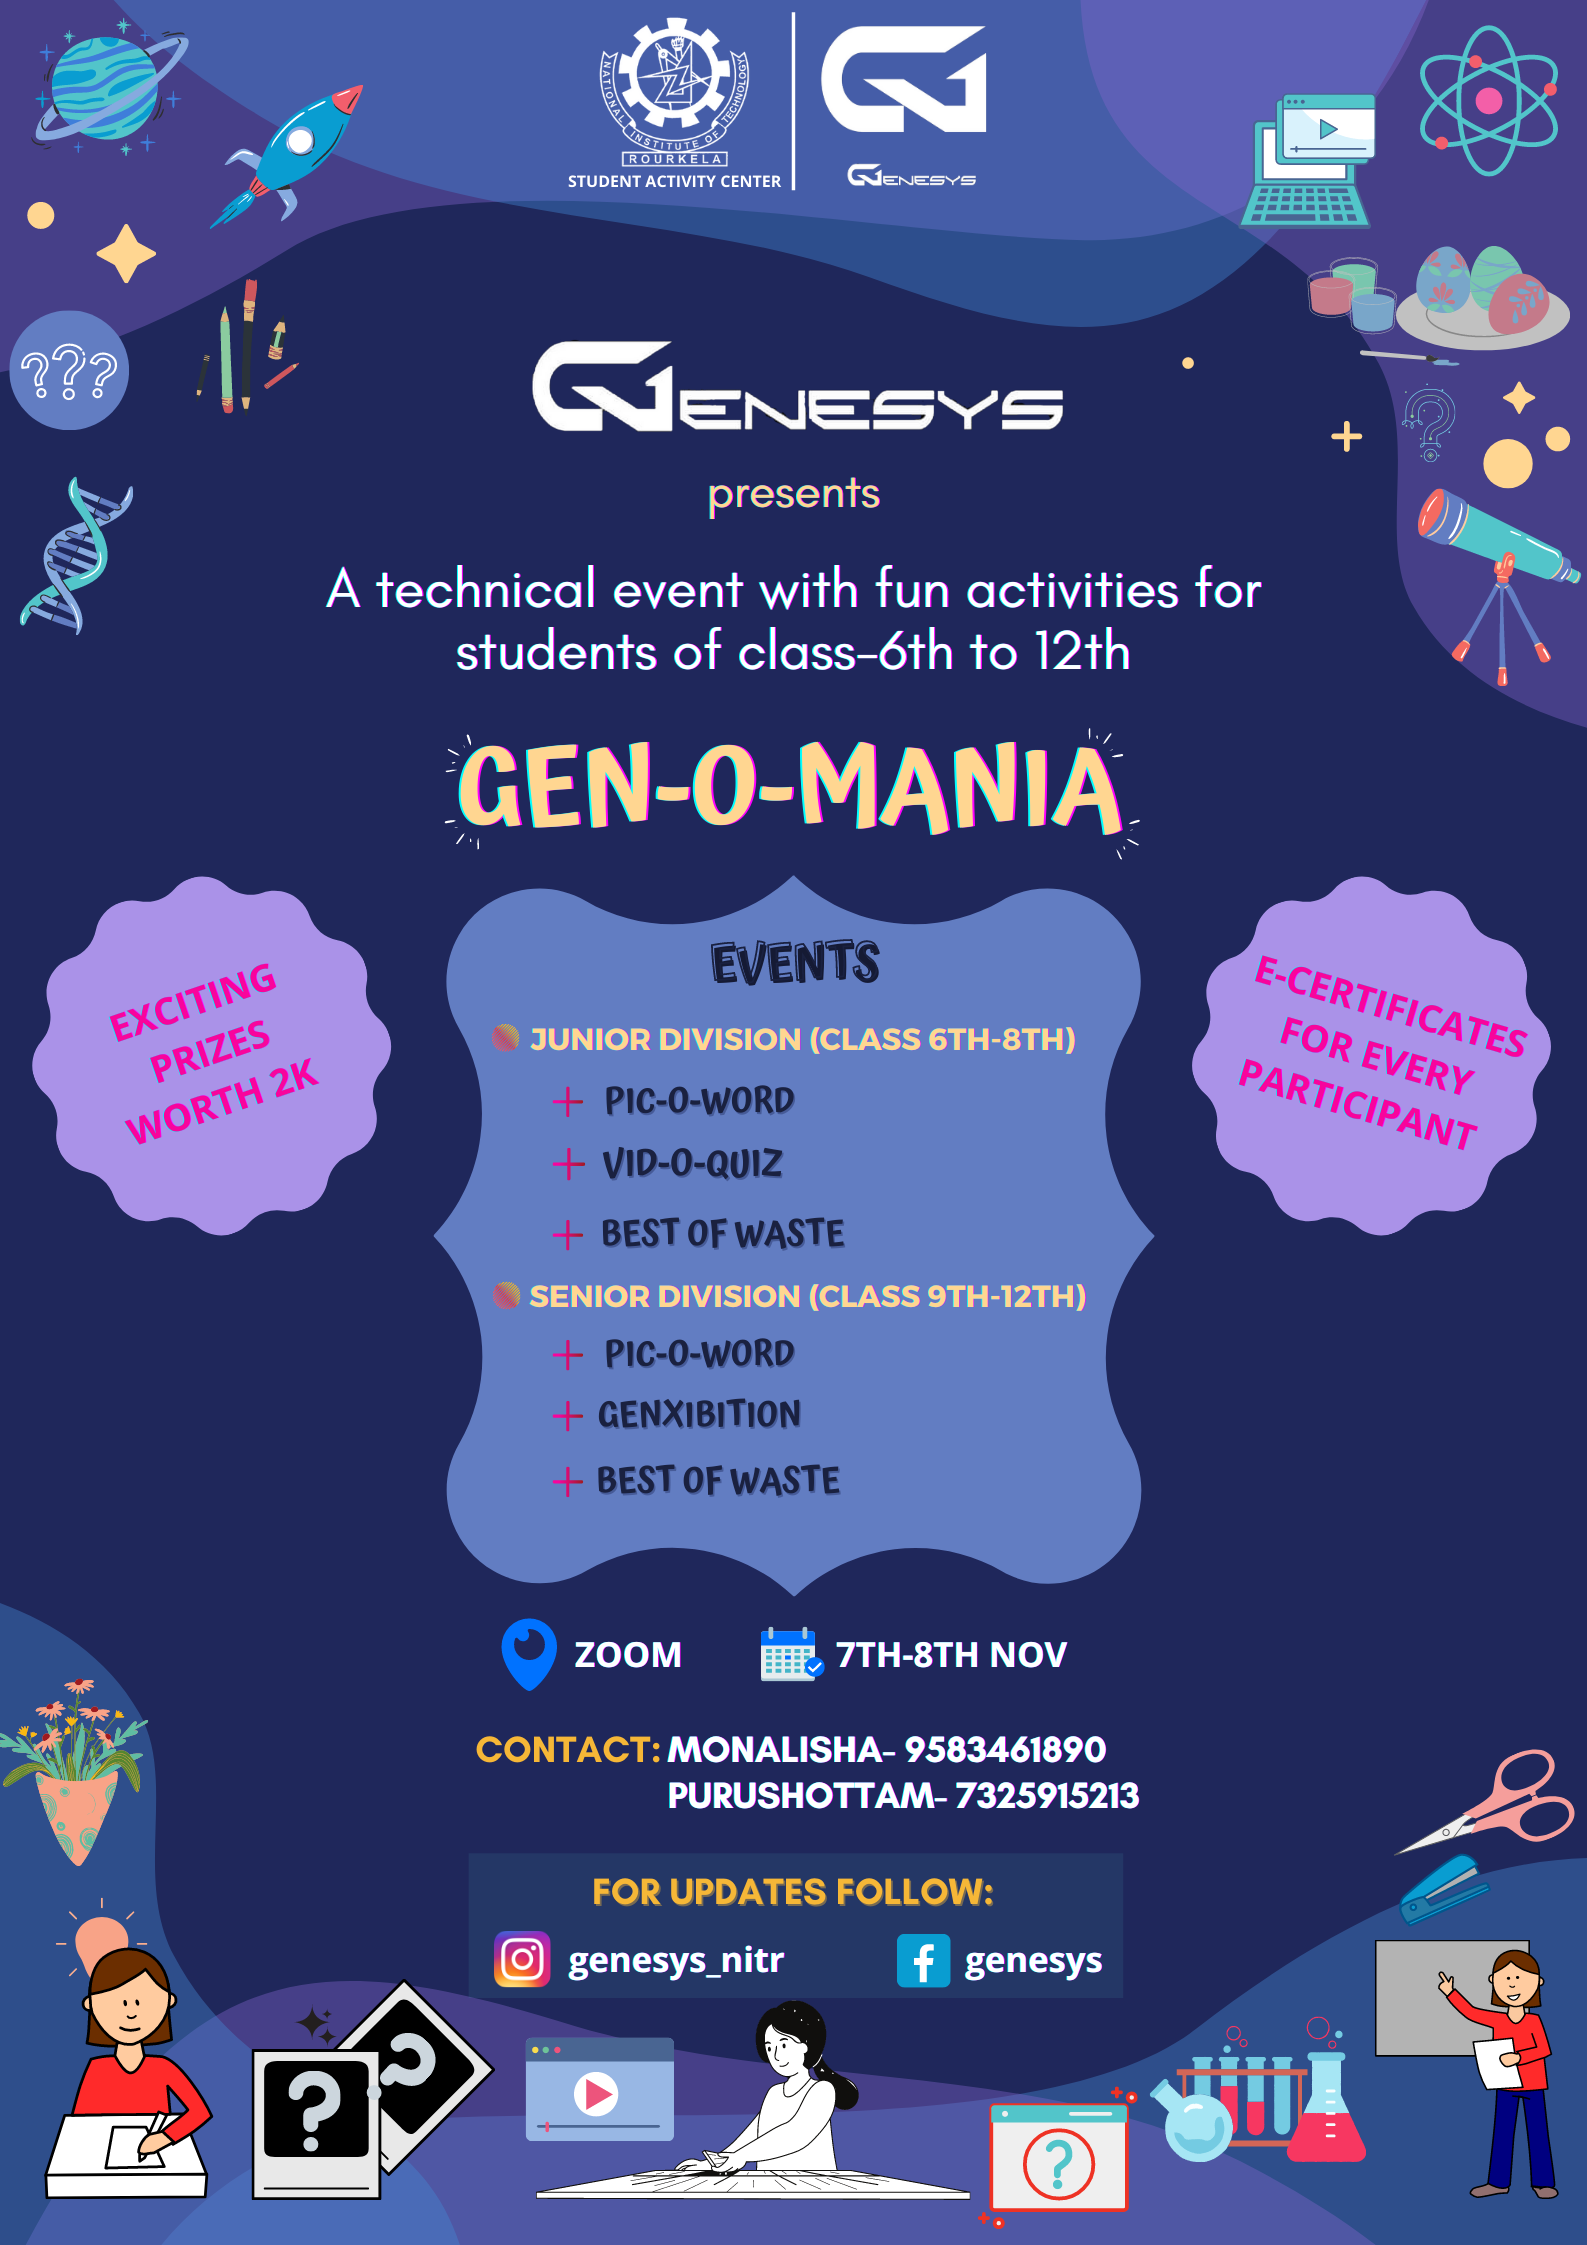 NATIONAL INSTITUTE OF TECHNOLOGY
ROURKELA
STUDENT ACTIVITY CENTER
GENESYS
GENESYS
presents
A technical event with fun activities for
students of class-6th to 12th
GEN-O-MANIA
EXCITING
PRIZES
WORTH 2K
E-CERTIFICATES
FOR EVERY
PARTICIPANT
EVENTS
JUNIOR DIVISION (CLASS 6TH-8TH)
+ PIC-O-WORD
+ VID-O-QUIZ
+ BEST OF WASTE
SENIOR DIVISION (CLASS 9TH-12TH)
+ PIC-O-WORD
+ GENXIBITION
+ BEST OF WASTE
ZOOM
7TH-8TH NOV
CONTACT: MONALISHA- 9583461890
PURUSHOTTAM- 7325915213
FOR UPDATES FOLLOW:
genesys_nitr
genesys